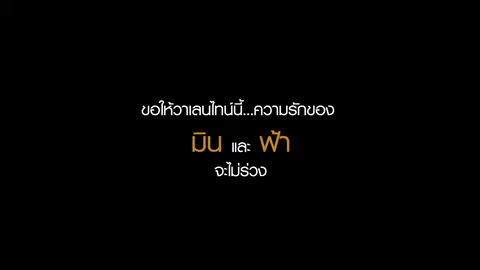 ขอให้วาเลนไทน์นี้...ความรักของ
มิน และ ฟ้า
จะไม่ร่วง